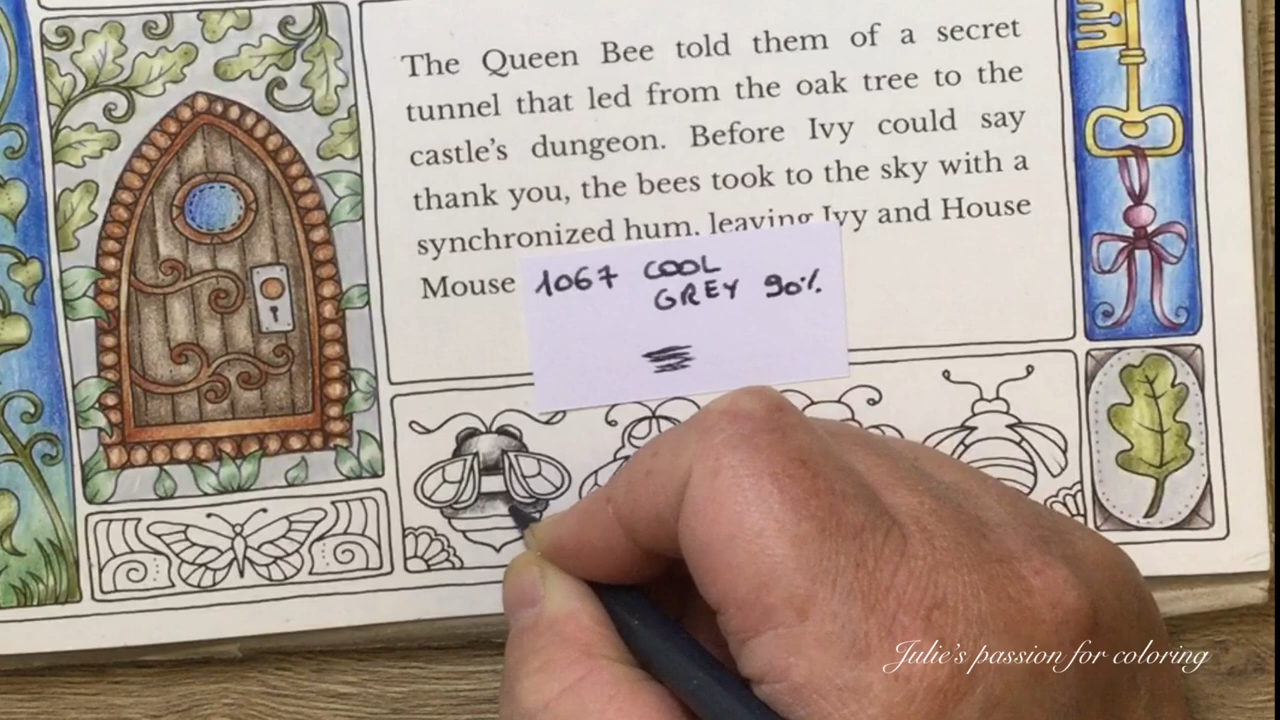 The Queen Bee told them of a secret
tunnel that led from the oak tree to the
castle's dungeon. Before Ivy could say
thank you, the bees took to the sky with a
synchronized hum, leaving Ivy and House
Mouse
1067 COOL
GREY 90%
Julie's passion for coloring